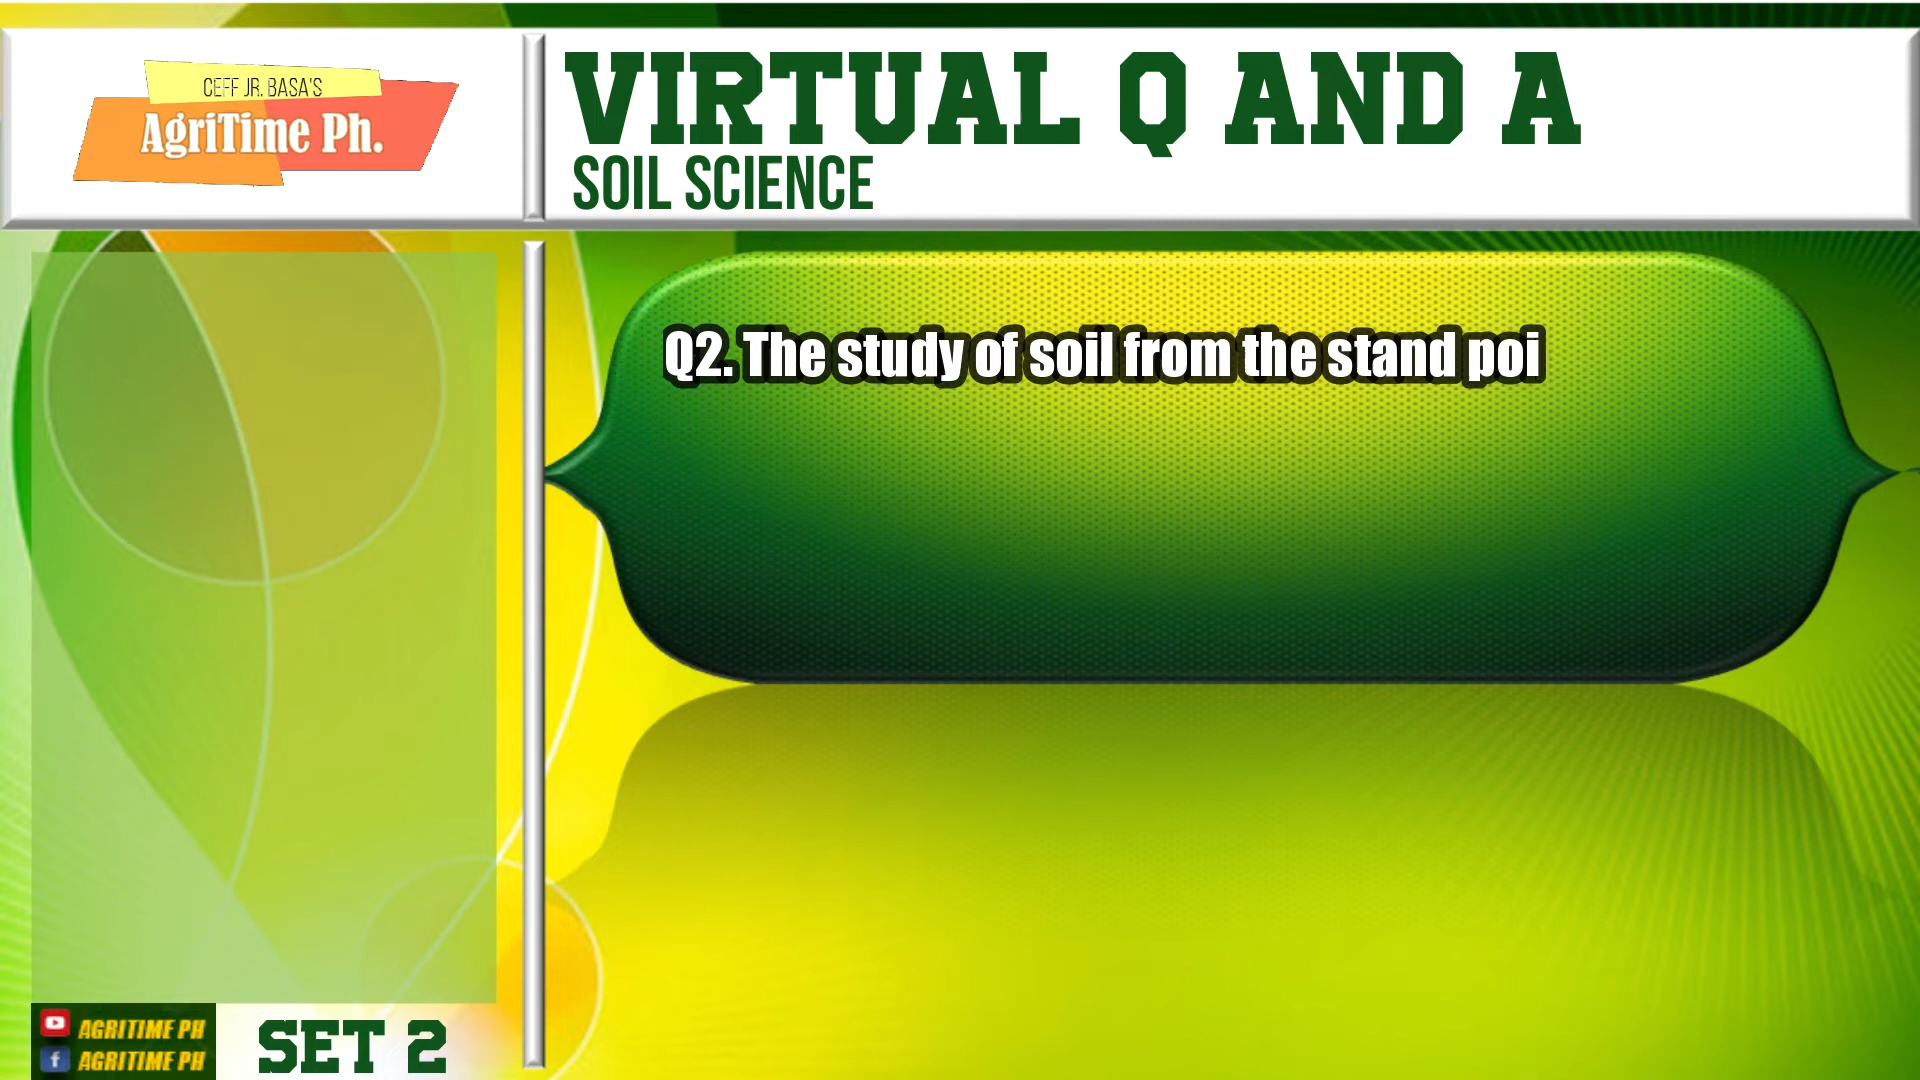 CEFF JR. BASA'S
AgriTime Ph.
VIRTUAL Q AND A
SOIL SCIENCE
Q2. The study of soil from the stand poi
AGRITIME PH
AGRITIME PH
SET 2